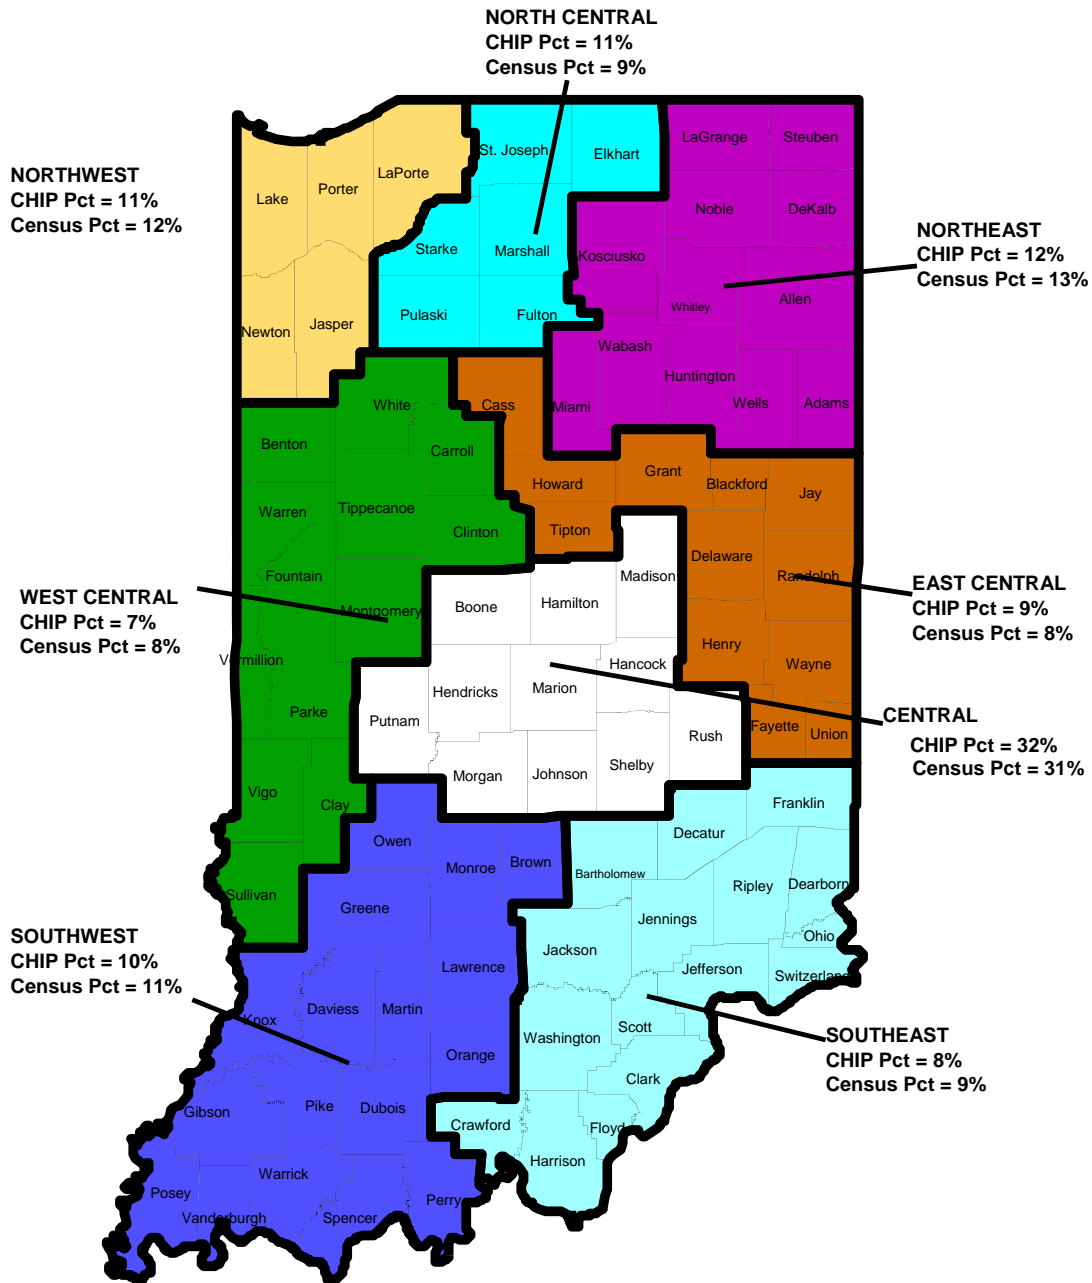 NORTH CENTRAL
CHIP Pct = 11%
Census Pct = 9%
NORTHWEST
CHIP Pct = 11%
Census Pct = 12%
NORTHEAST
CHIP Pct = 12%
Census Pct = 13%
WEST CENTRAL
CHIP Pct = 7%
Census Pct = 8%
EAST CENTRAL
CHIP Pct = 9%
Census Pct = 8%
CENTRAL
CHIP Pct = 32%
Census Pct = 31%
SOUTHWEST
CHIP Pct = 10%
Census Pct = 11%
SOUTHEAST
CHIP Pct = 8%
Census Pct = 9%
Lake
Porter
LaPorte
Newton
Jasper
St. Joseph
Elkhart
Starke
Marshall
Pulaski
Fulton
LaGrange
Steuben
Noble
DeKalb
Kosciusko
Whitley
Allen
Wabash
Huntington
Miami
Wells
Adams
White
Benton
Carroll
Warren
Tippecanoe
Clinton
Fountain
Montgomery
Vermillion
Parke
Vigo
Clay
Sullivan
Cass
Howard
Grant
Blackford
Jay
Tipton
Delaware
Randolph
Henry
Wayne
Fayette
Union
Madison
Boone
Hamilton
Hancock
Hendricks
Marion
Putnam
Rush
Morgan
Johnson
Shelby
Owen
Monroe
Brown
Greene
Lawrence
Knox
Daviess
Martin
Orange
Gibson
Pike
Dubois
Posey
Warrick
Vanderburgh
Spencer
Perry
Franklin
Decatur
Bartholomew
Ripley
Dearborn
Jennings
Jackson
Ohio
Jefferson
Switzerland
Washington
Scott
Clark
Crawford
Floyd
Harrison